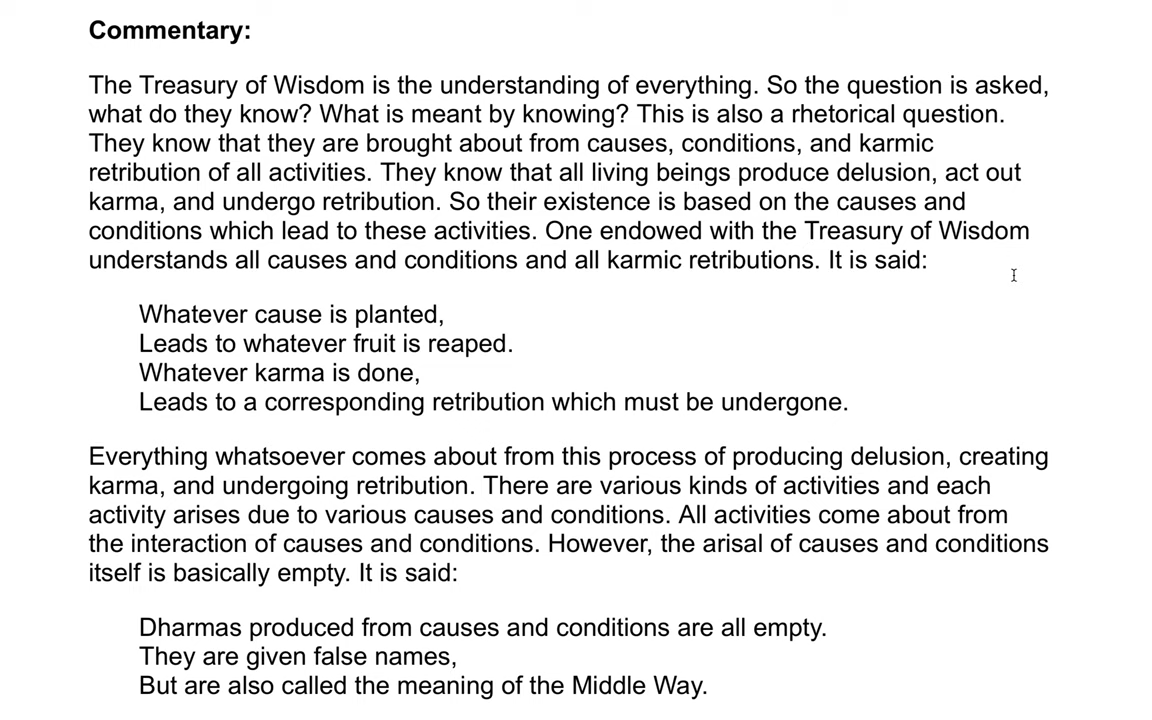 Commentary:
The Treasury of Wisdom is the understanding of everything. So the question is asked,
what do they know? What is meant by knowing? This is also a rhetorical question.
They know that they are brought about from causes, conditions, and karmic
retribution of all activities. They know that all living beings produce delusion, act out
karma, and undergo retribution. So their existence is based on the causes and
conditions which lead to these activities. One endowed with the Treasury of Wisdom
understands all causes and conditions and all karmic retributions. It is said:
Whatever cause is planted,
Leads to whatever fruit is reaped.
Whatever karma is done,
Leads to a corresponding retribution which must be undergone.
Everything whatsoever comes about from this process of producing delusion, creating
karma, and undergoing retribution. There are various kinds of activities and each
activity arises due to various causes and conditions. All activities come about from
the interaction of causes and conditions. However, the arisal of causes and conditions
itself is basically empty. It is said:
Dharmas produced from causes and conditions are all empty.
They are given false names,
But are also called the meaning of the Middle Way.